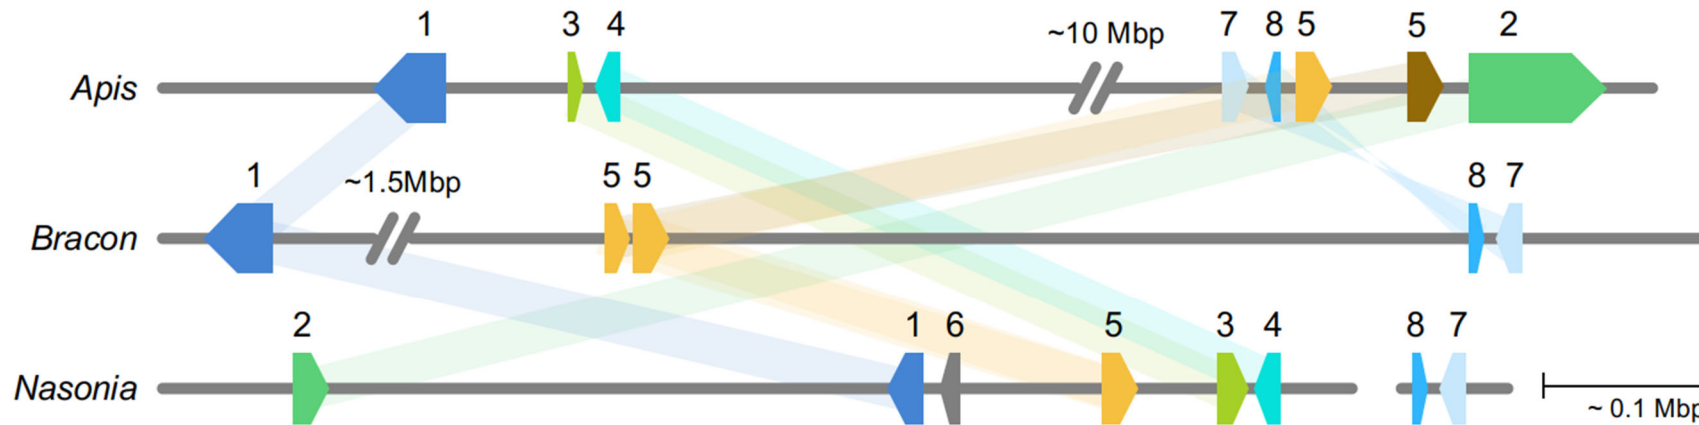 1 3 4 ~10 Mbp 7 8 5 5 2
Apis
1 ~1.5Mbp 5 5 8 7
Bracon
2 1 6 5 3 4 8 7
Nasonia
~ 0.1 Mbp